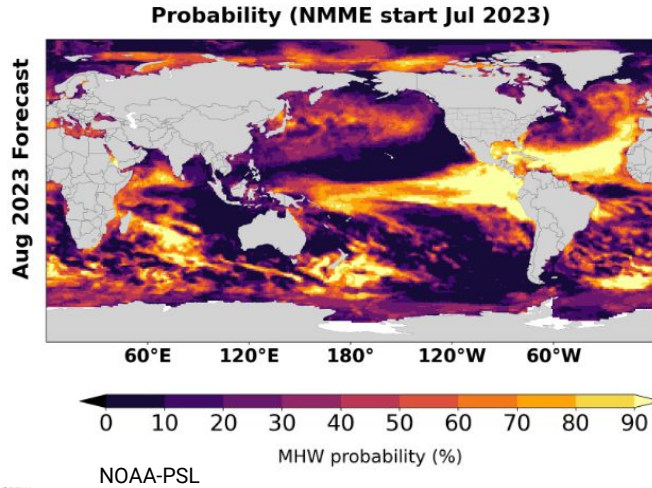 Probability (NMME start Jul 2023)
Aug 2023 Forecast
60°E 120°E 180° 120°W 60°W
0 10 20 30 40 50 60 70 80 90
MHW probability (%)
NOAA-PSL